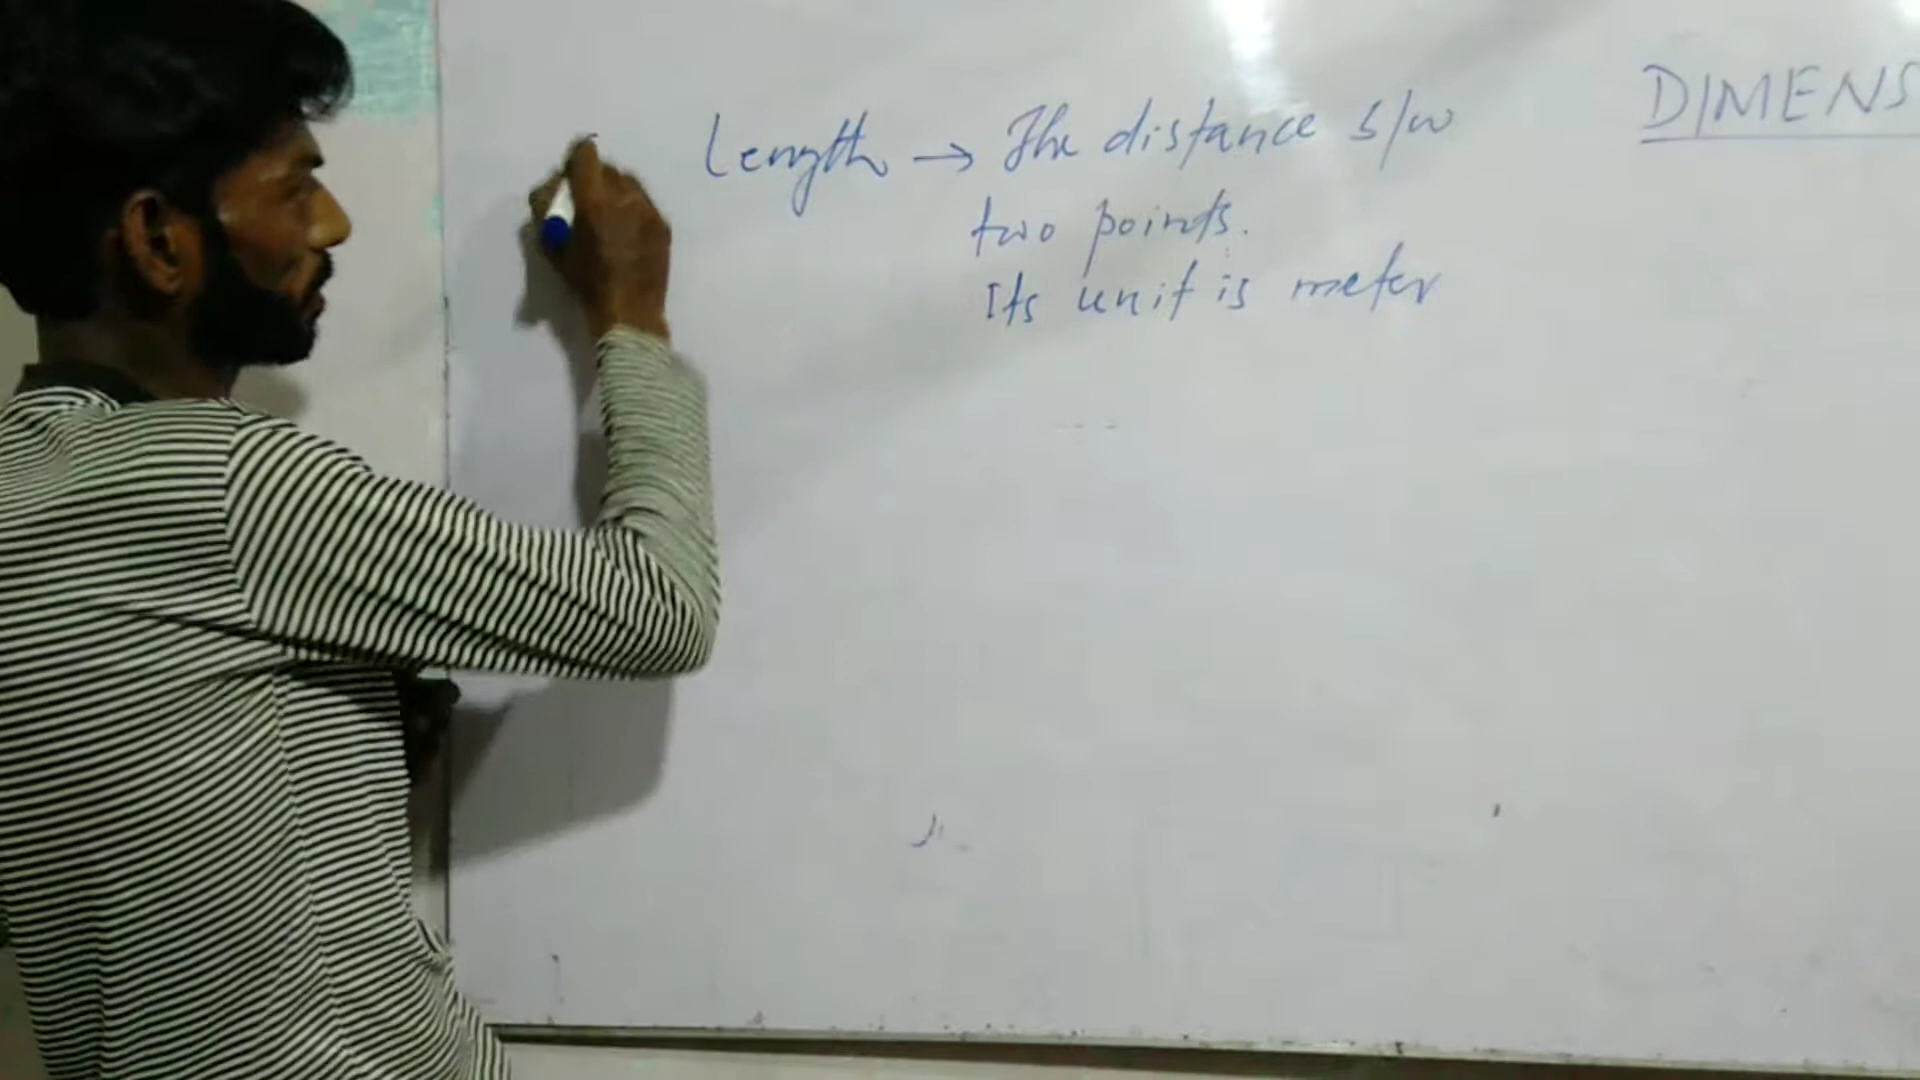 Length → The distance b/w
two points.
Its unit is meter
DIMENS